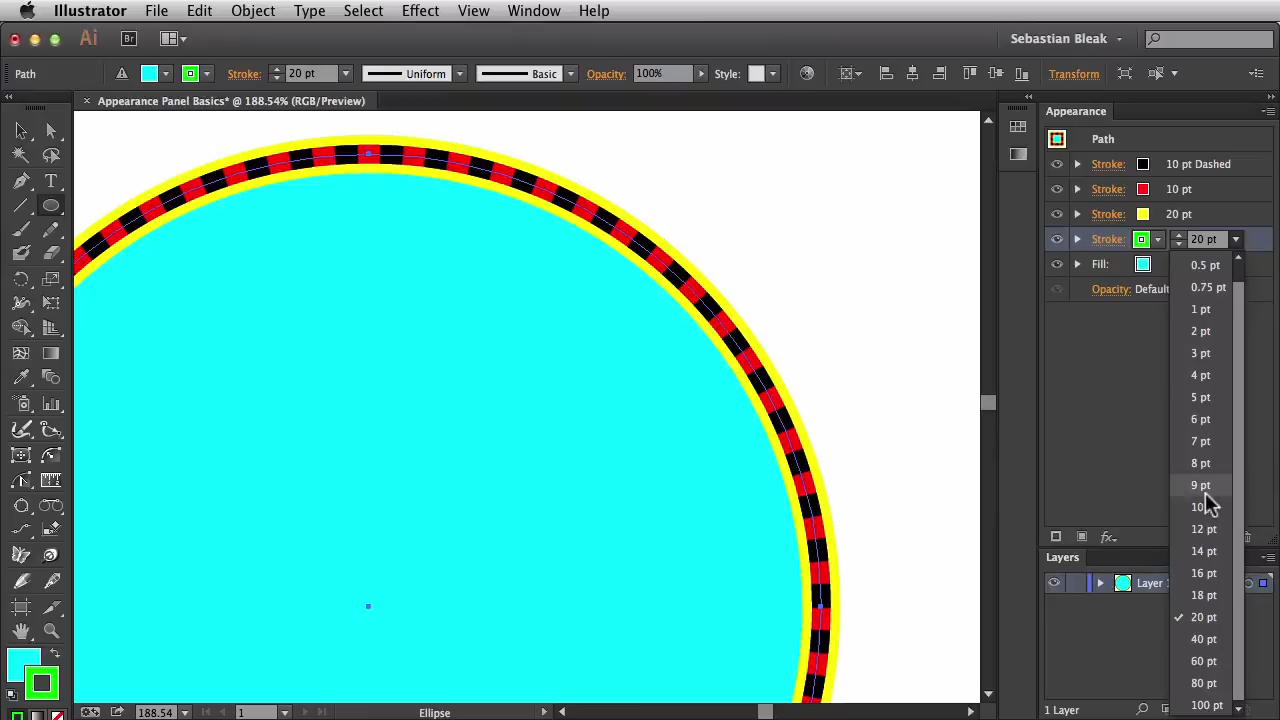 Illustrator File Edit Object Type Select Effect View Window Help
Ai Br Sebastian Bleak
Path Stroke: 20 pt Uniform Basic Opacity: 100% Style: Transform
× Appearance Panel Basics* @ 188.54% (RGB/Preview)
Appearance
Path
Stroke: 10 pt Dashed
Stroke: 10 pt
Stroke: 20 pt
Stroke: 20 pt
Fill:
Opacity: Default
0.5 pt
0.75 pt
1 pt
2 pt
3 pt
4 pt
5 pt
6 pt
7 pt
8 pt
9 pt
10
12 pt
14 pt
16 pt
18 pt
20 pt
40 pt
60 pt
80 pt
100 pt
fx
Layers
Layer
1 Layer
188.54 1 Ellipse